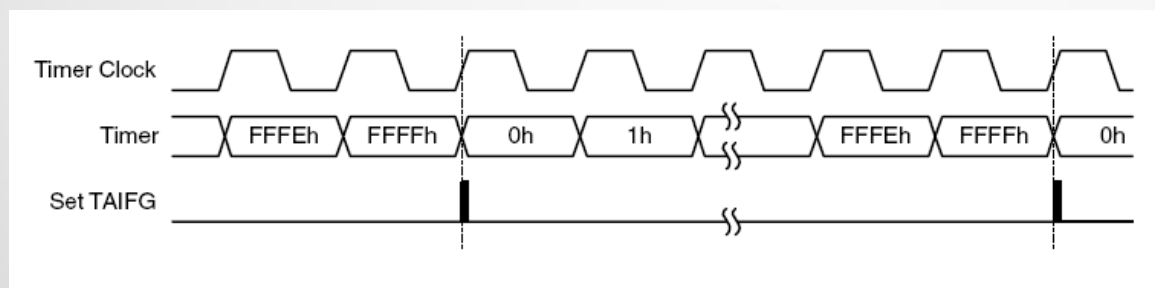 Timer Clock
Timer FFFEh FFFFh 0h 1h FFFEh FFFFh 0h
Set TAIFG